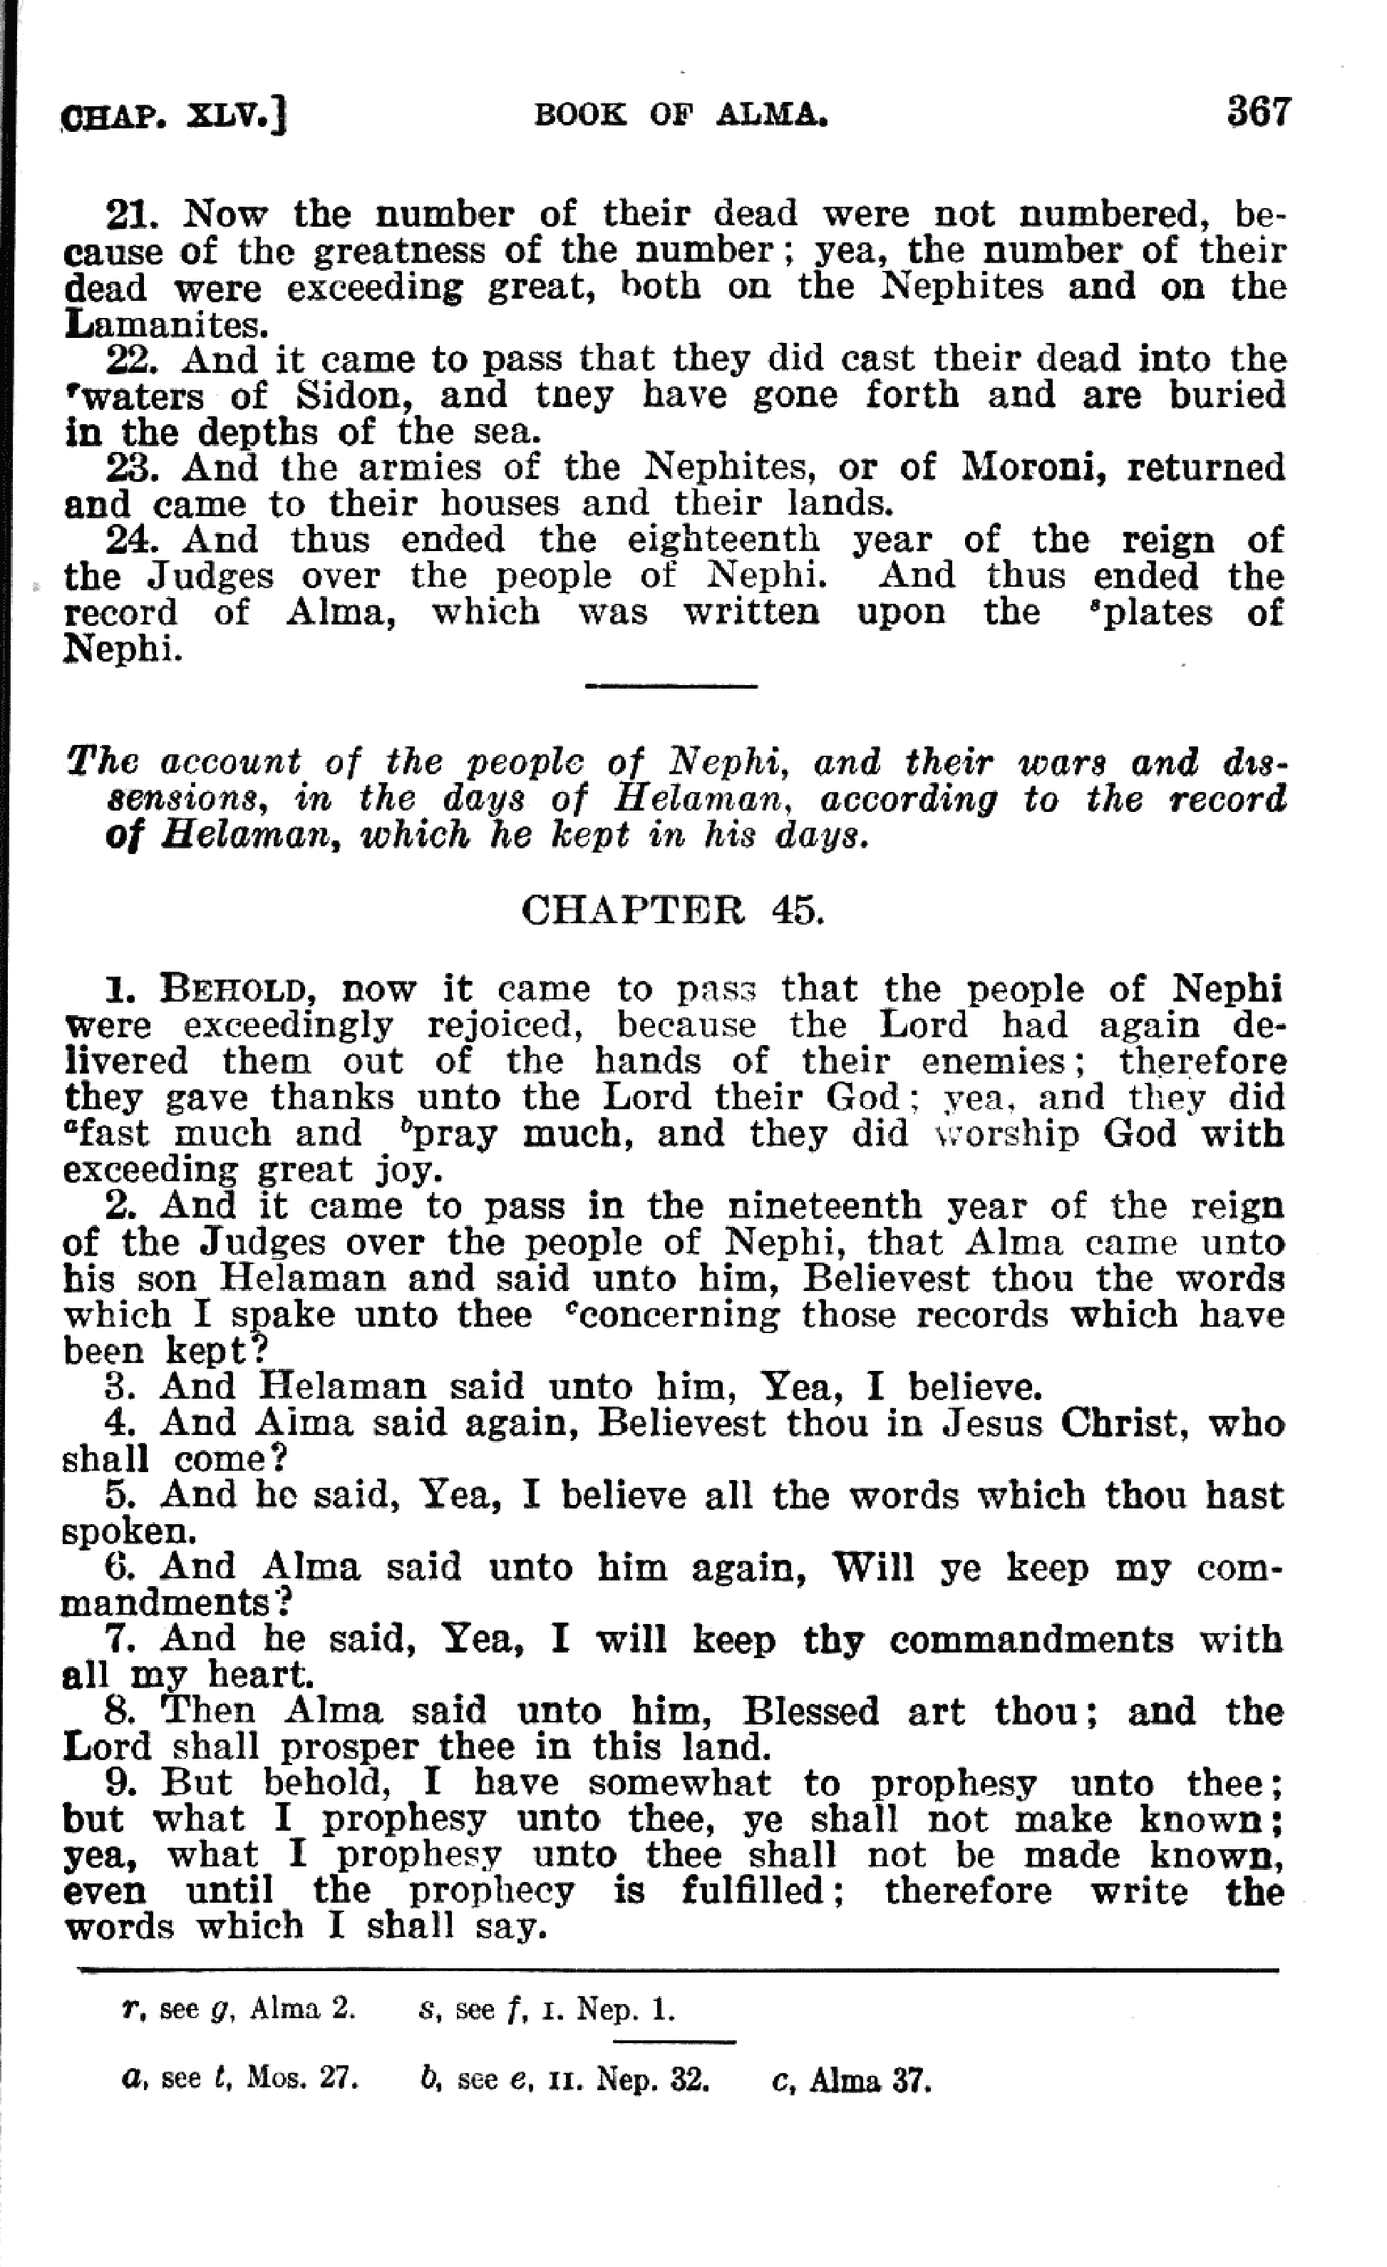 CHAP. XLV.] BOOK OF ALMA. 367
21. Now the number of their dead were not numbered, be-
cause of the greatness of the number; yea, the number of their
dead were exceeding great, both on the Nephites and on the
Lamanites.
22. And it came to pass that they did cast their dead into the
ʳwaters of Sidon, and they have gone forth and are buried
in the depths of the sea.
23. And the armies of the Nephites, or of Moroni, returned
and came to their houses and their lands.
24. And thus ended the eighteenth year of the reign of
the Judges over the people of Nephi. And thus ended the
record of Alma, which was written upon the ˢplates of
Nephi.
The account of the people of Nephi, and their wars and dis-
sensions, in the days of Helaman, according to the record
of Helaman, which he kept in his days.
CHAPTER 45.
1. BEHOLD, now it came to pass that the people of Nephi
were exceedingly rejoiced, because the Lord had again de-
livered them out of the hands of their enemies; therefore
they gave thanks unto the Lord their God; yea, and they did
ᵃfast much and ᵇpray much, and they did worship God with
exceeding great joy.
2. And it came to pass in the nineteenth year of the reign
of the Judges over the people of Nephi, that Alma came unto
his son Helaman and said unto him, Believest thou the words
which I spake unto thee ᶜconcerning those records which have
been kept?
3. And Helaman said unto him, Yea, I believe.
4. And Alma said again, Believest thou in Jesus Christ, who
shall come?
5. And he said, Yea, I believe all the words which thou hast
spoken.
6. And Alma said unto him again, Will ye keep my com-
mandments?
7. And he said, Yea, I will keep thy commandments with
all my heart.
8. Then Alma said unto him, Blessed art thou; and the
Lord shall prosper thee in this land.
9. But behold, I have somewhat to prophesy unto thee;
but what I prophesy unto thee, ye shall not make known;
yea, what I prophesy unto thee shall not be made known,
even until the prophecy is fulfilled; therefore write the
words which I shall say.
r, see g, Alma 2. s, see f, I. Nep. 1.
a, see t, Mos. 27. b, see e, II. Nep. 32. c, Alma 37.